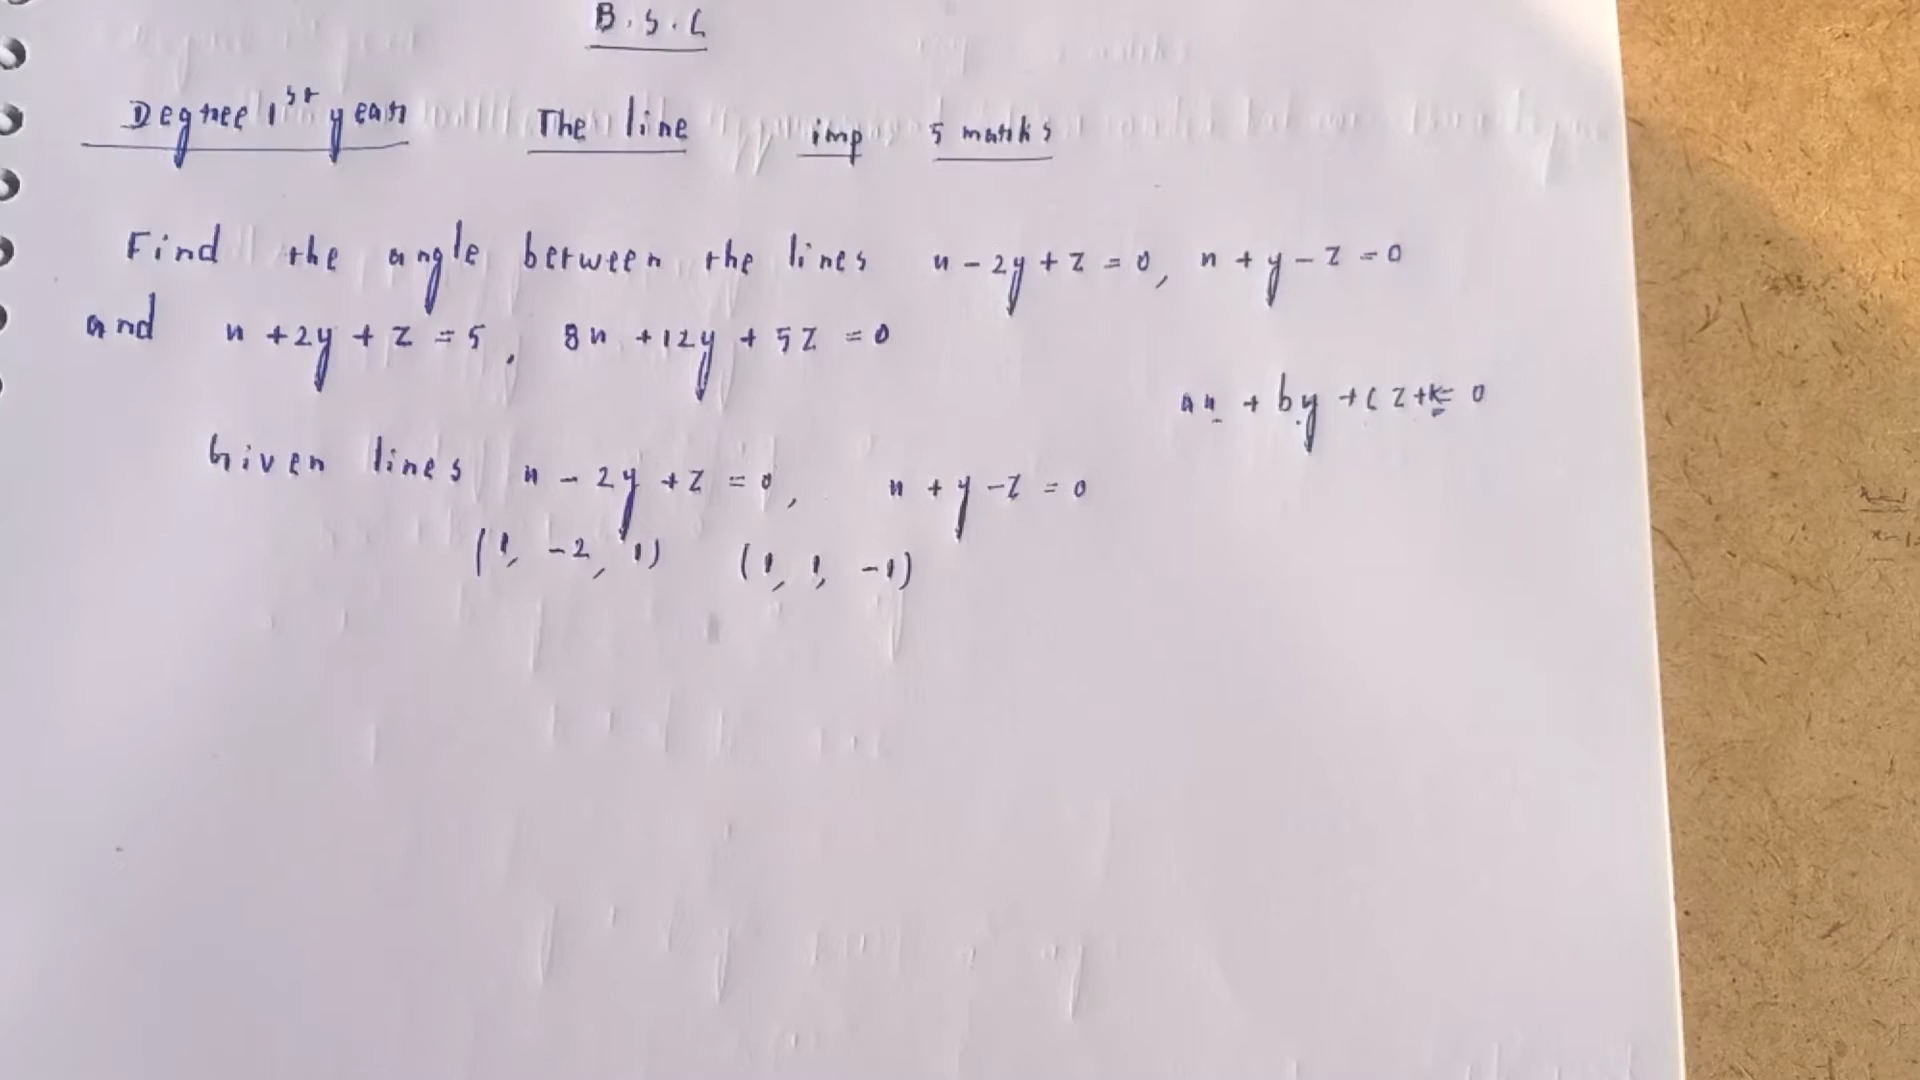 B.S.C
Degree 1st year The line imp 5 marks
Find the angle between the lines x - 2y + z = 0, x + y - z = 0
and x + 2y + z = 5, 8x + 12y + 5z = 0
ax + by + cz + k = 0
Given lines x - 2y + z = 0, x + y - z = 0
(1, -2, 1) (1, 1, -1)